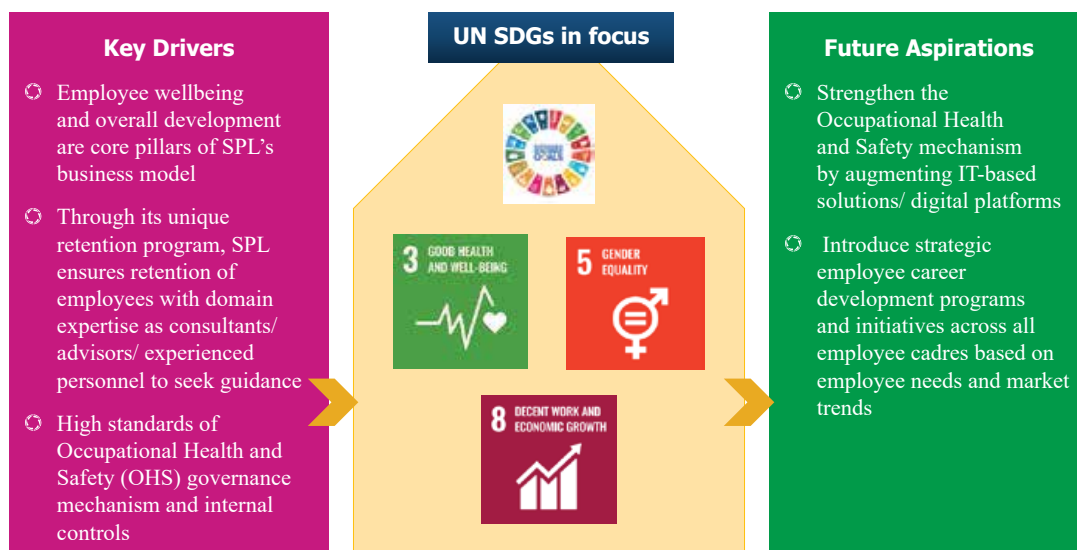 Key Drivers
Employee wellbeing
and overall development
are core pillars of SPL’s
business model
Through its unique
retention program, SPL
ensures retention of
employees with domain
expertise as consultants/
advisors/ experienced
personnel to seek guidance
High standards of
Occupational Health and
Safety (OHS) governance
mechanism and internal
controls
UN SDGs in focus
3 GOOD HEALTH
AND WELL-BEING
5 GENDER
EQUALITY
8 DECENT WORK AND
ECONOMIC GROWTH
Future Aspirations
Strengthen the
Occupational Health
and Safety mechanism
by augmenting IT-based
solutions/ digital platforms
Introduce strategic
employee career
development programs
and initiatives across all
employee cadres based on
employee needs and market
trends